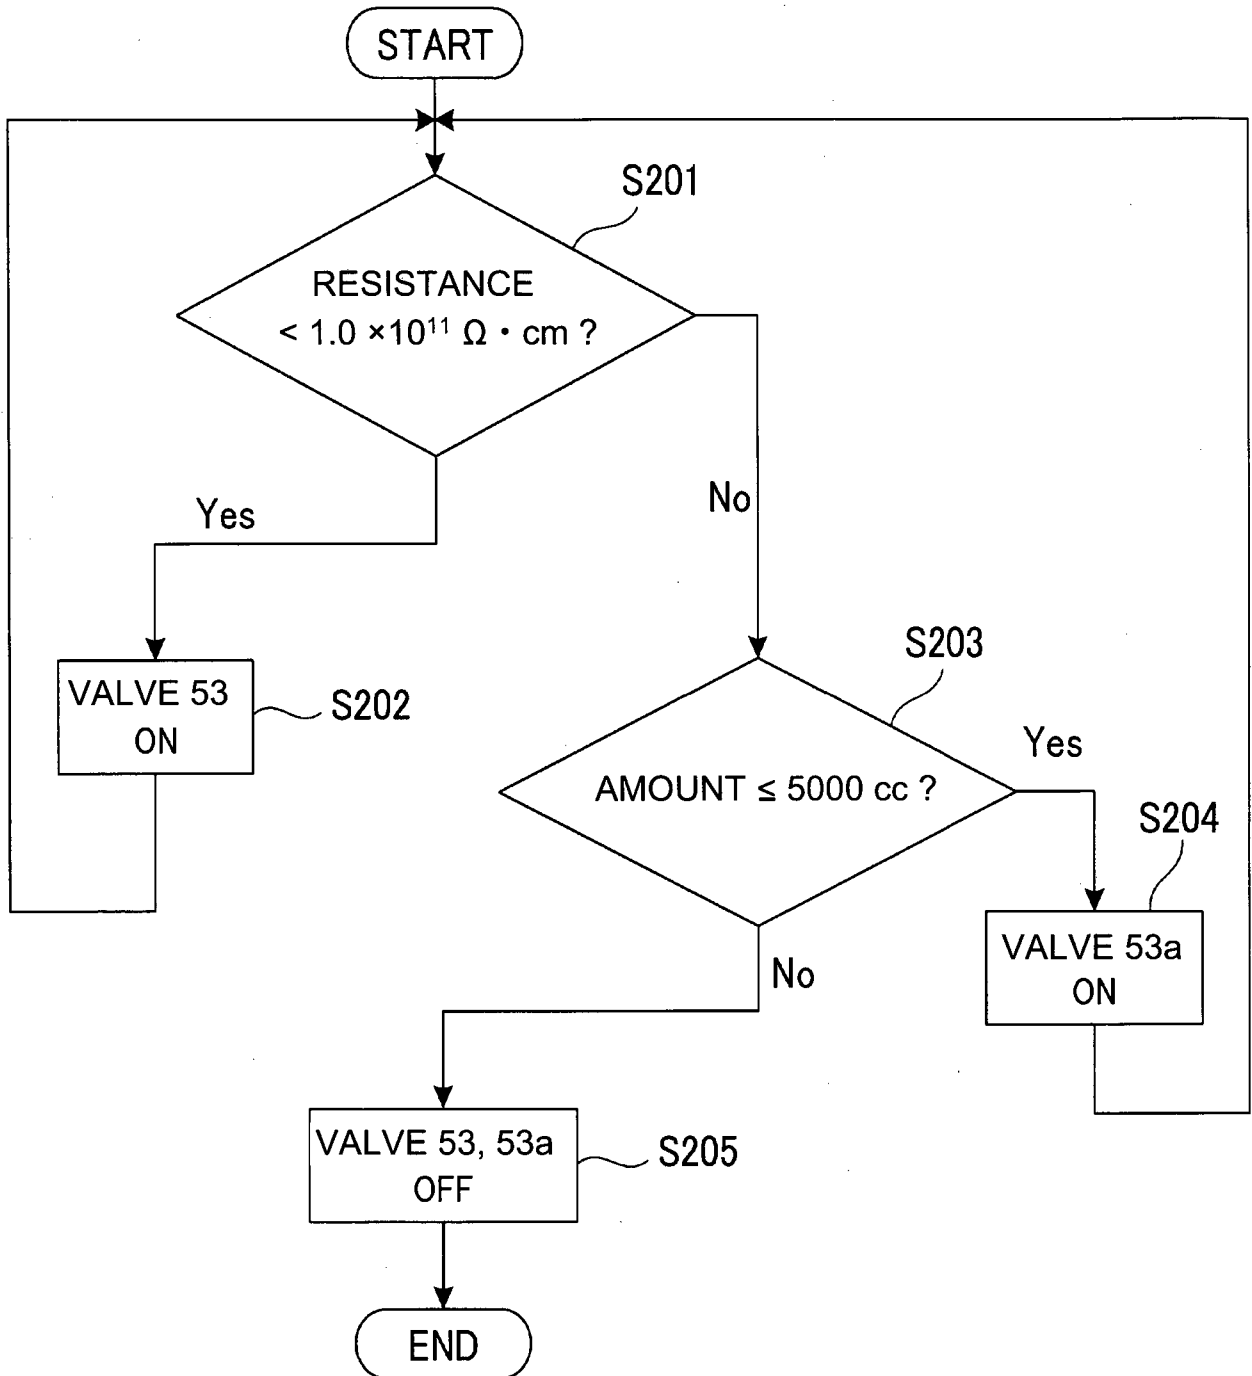 START
S201
RESISTANCE
< 1.0 ×10¹¹ Ω・cm ?
Yes
No
VALVE 53
ON
S202
S203
AMOUNT ≤ 5000 cc ?
Yes
S204
VALVE 53a
ON
No
VALVE 53, 53a
OFF
S205
END